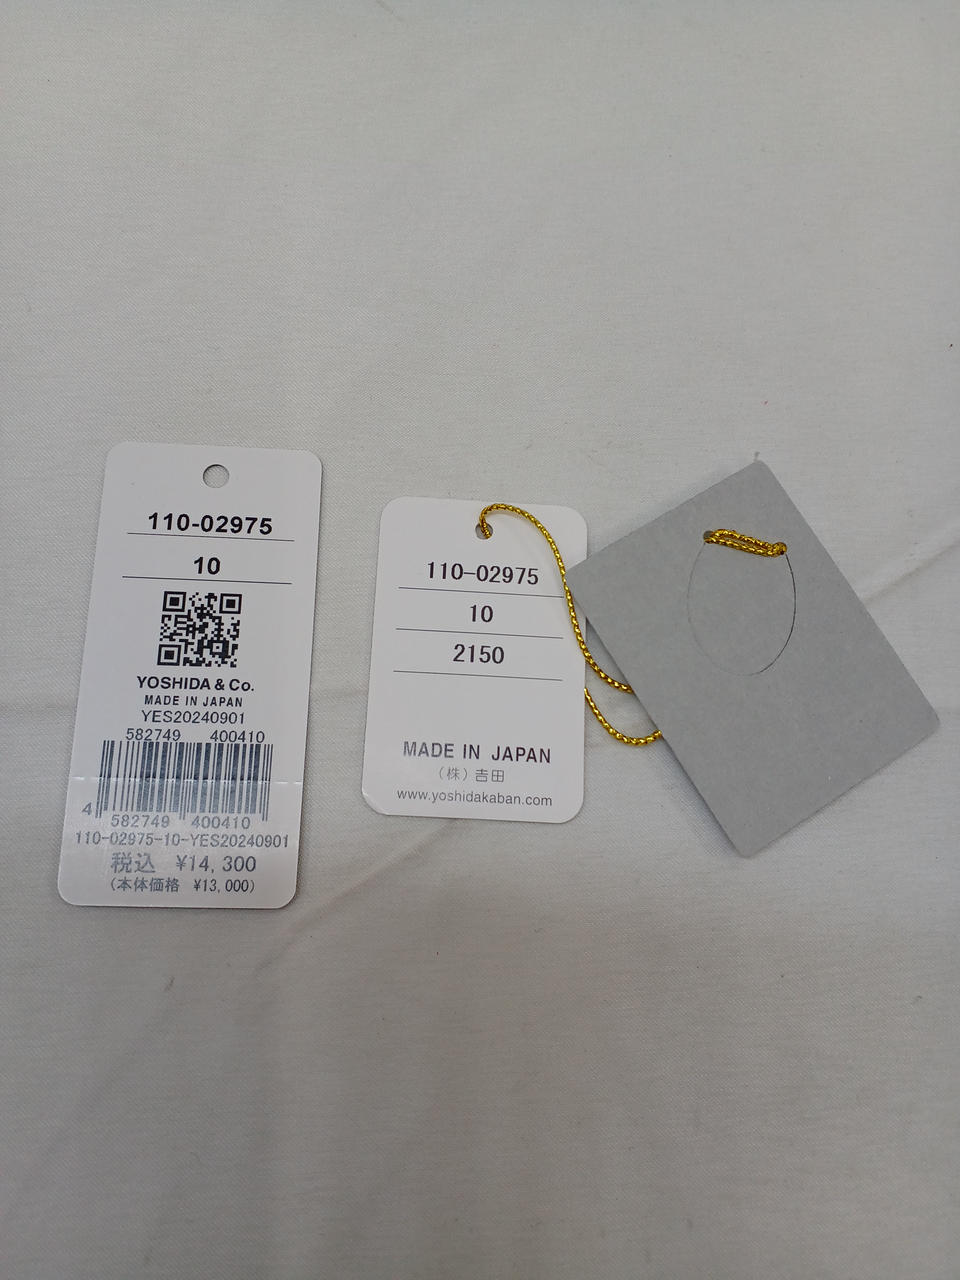 110-02975
10
YOSHIDA & Co.
MADE IN JAPAN
YES20240901
582749 400410
4 582749 400410
110-02975-10-YES20240901
税込 ¥14,300
(本体価格 ¥13,000)
110-02975
10
2150
MADE IN JAPAN
(株)吉田
www.yoshidakaban.com